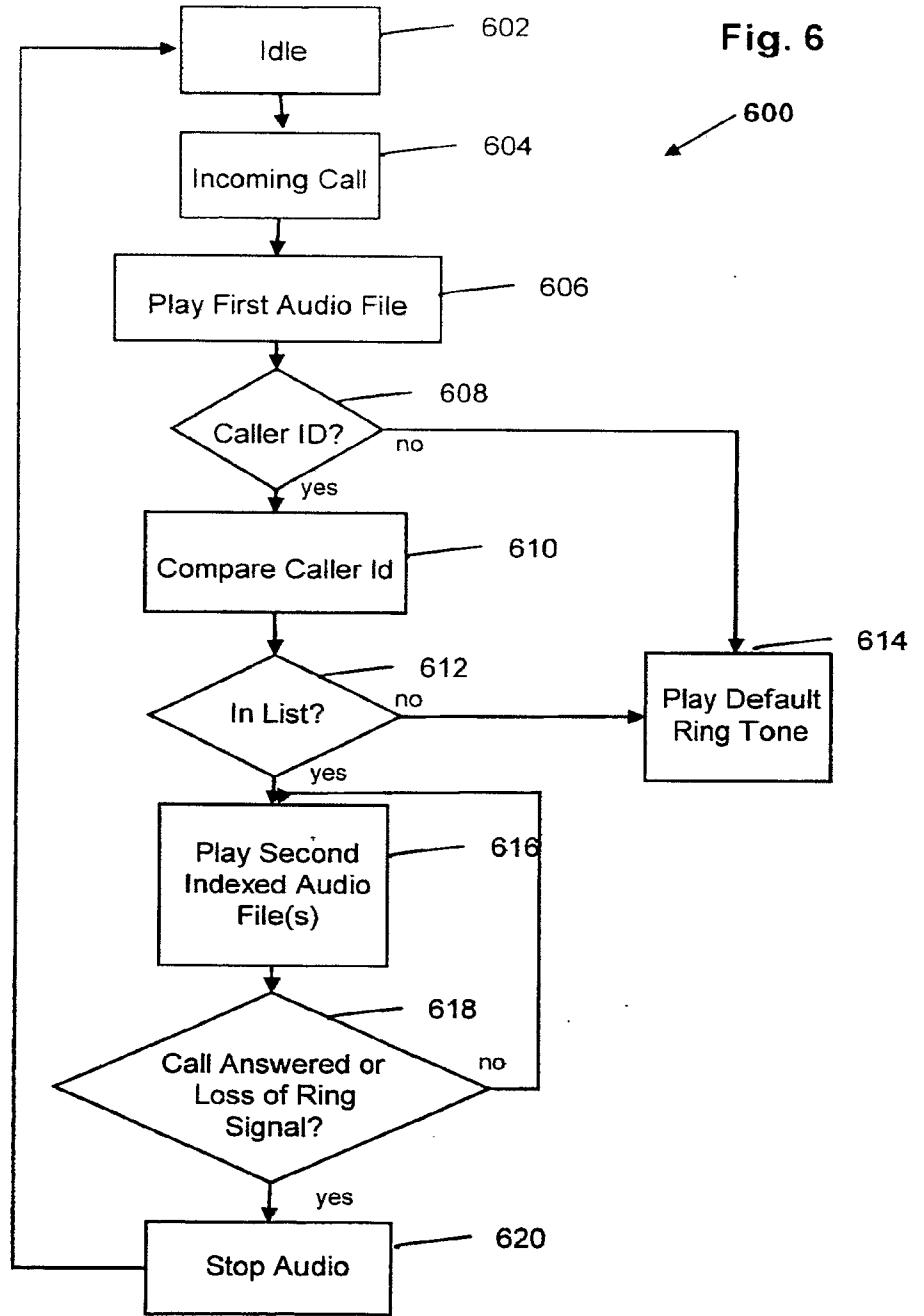 Fig. 6
600
Idle
602
Incoming Call
604
Play First Audio File
606
Caller ID?
608
no
yes
Compare Caller Id
610
In List?
612
no
yes
Play Default
Ring Tone
614
Play Second
Indexed Audio
File(s)
616
Call Answered or
Loss of Ring
Signal?
618
no
yes
Stop Audio
620